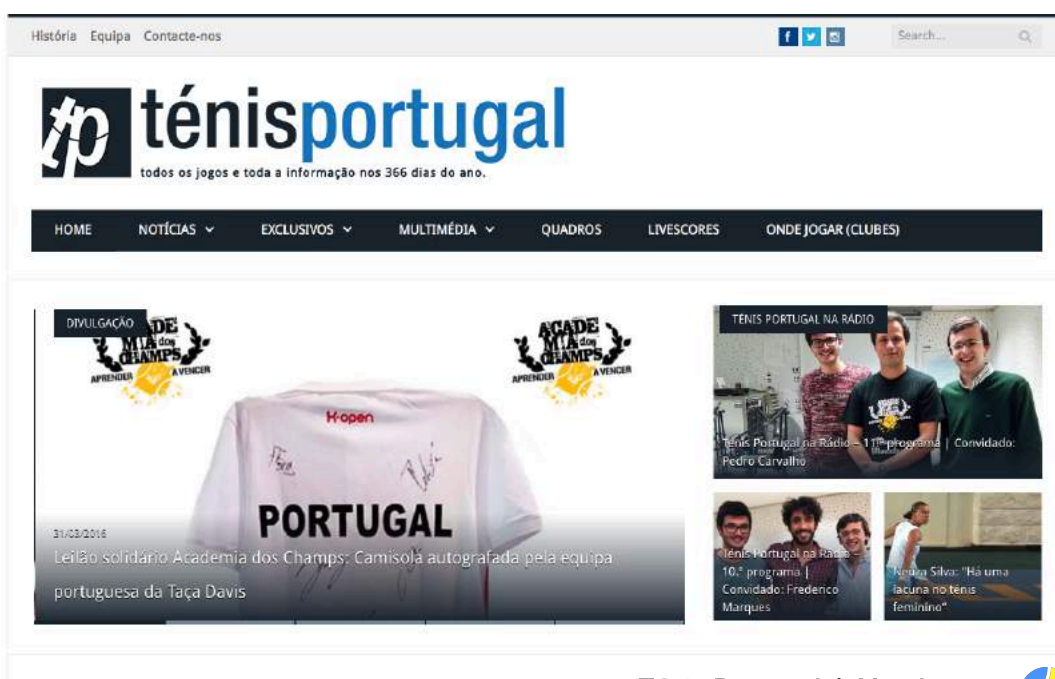 História Equipa Contacte-nos
f
Search...
tp
ténisportugal
todos os jogos e toda a informação nos 366 dias do ano.
HOME NOTÍCIAS EXCLUSIVOS MULTIMÉDIA QUADROS LIVESCORES ONDE JOGAR (CLUBES)
DIVULGAÇÃO
ACADE
MIA dos
CHAMPS
APRENDER A VENCER
ACADE
MIA dos
CHAMPS
APRENDER A VENCER
K-open
PORTUGAL
31/03/2016
Leilão solidário Academia dos Champs: Camisola autografada pela equipa
portuguesa da Taça Davis
TÉNIS PORTUGAL NA RÁDIO
Ténis Portugal na Rádio – 11.º programa | Convidado:
Pedro Carvalho
Ténis Portugal na Rádio –
10.º programa |
Convidado: Frederico
Marques
Neuza Silva: "Há uma
lacuna no ténis
feminino"